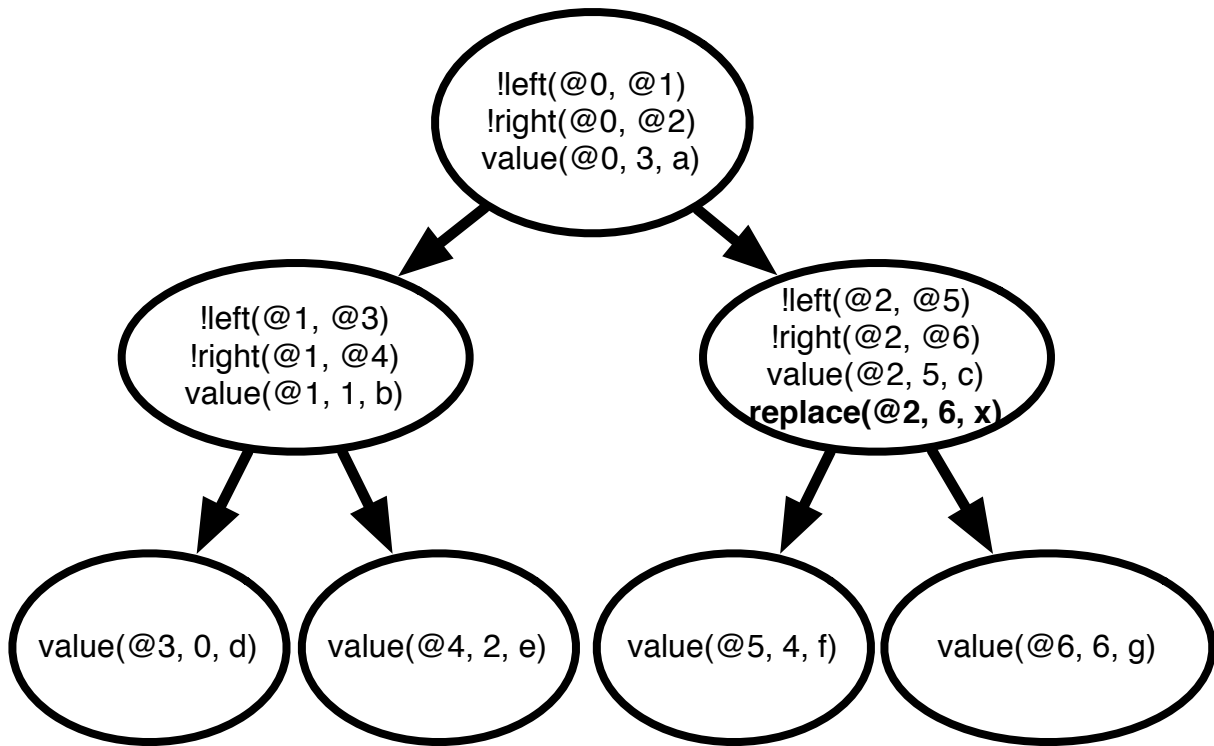 !left(@0, @1)
!right(@0, @2)
value(@0, 3, a)
!left(@1, @3)
!right(@1, @4)
value(@1, 1, b)
!left(@2, @5)
!right(@2, @6)
value(@2, 5, c)
replace(@2, 6, x)
value(@3, 0, d)
value(@4, 2, e)
value(@5, 4, f)
value(@6, 6, g)